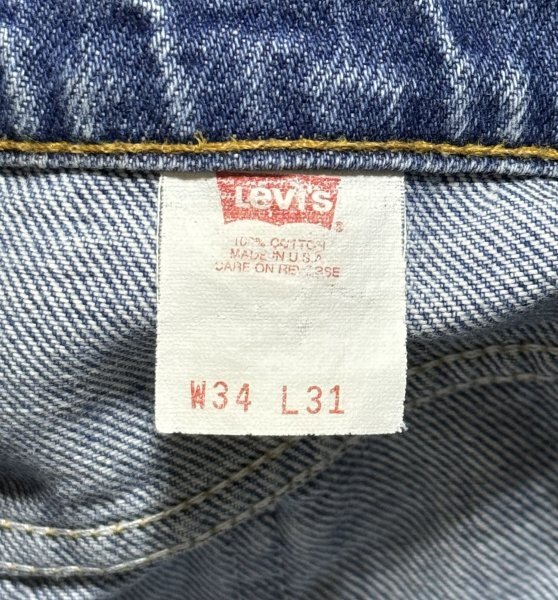 Levi's
®
100% COTTON
MADE IN U.S.A
CARE ON REVERSE
W34 L31